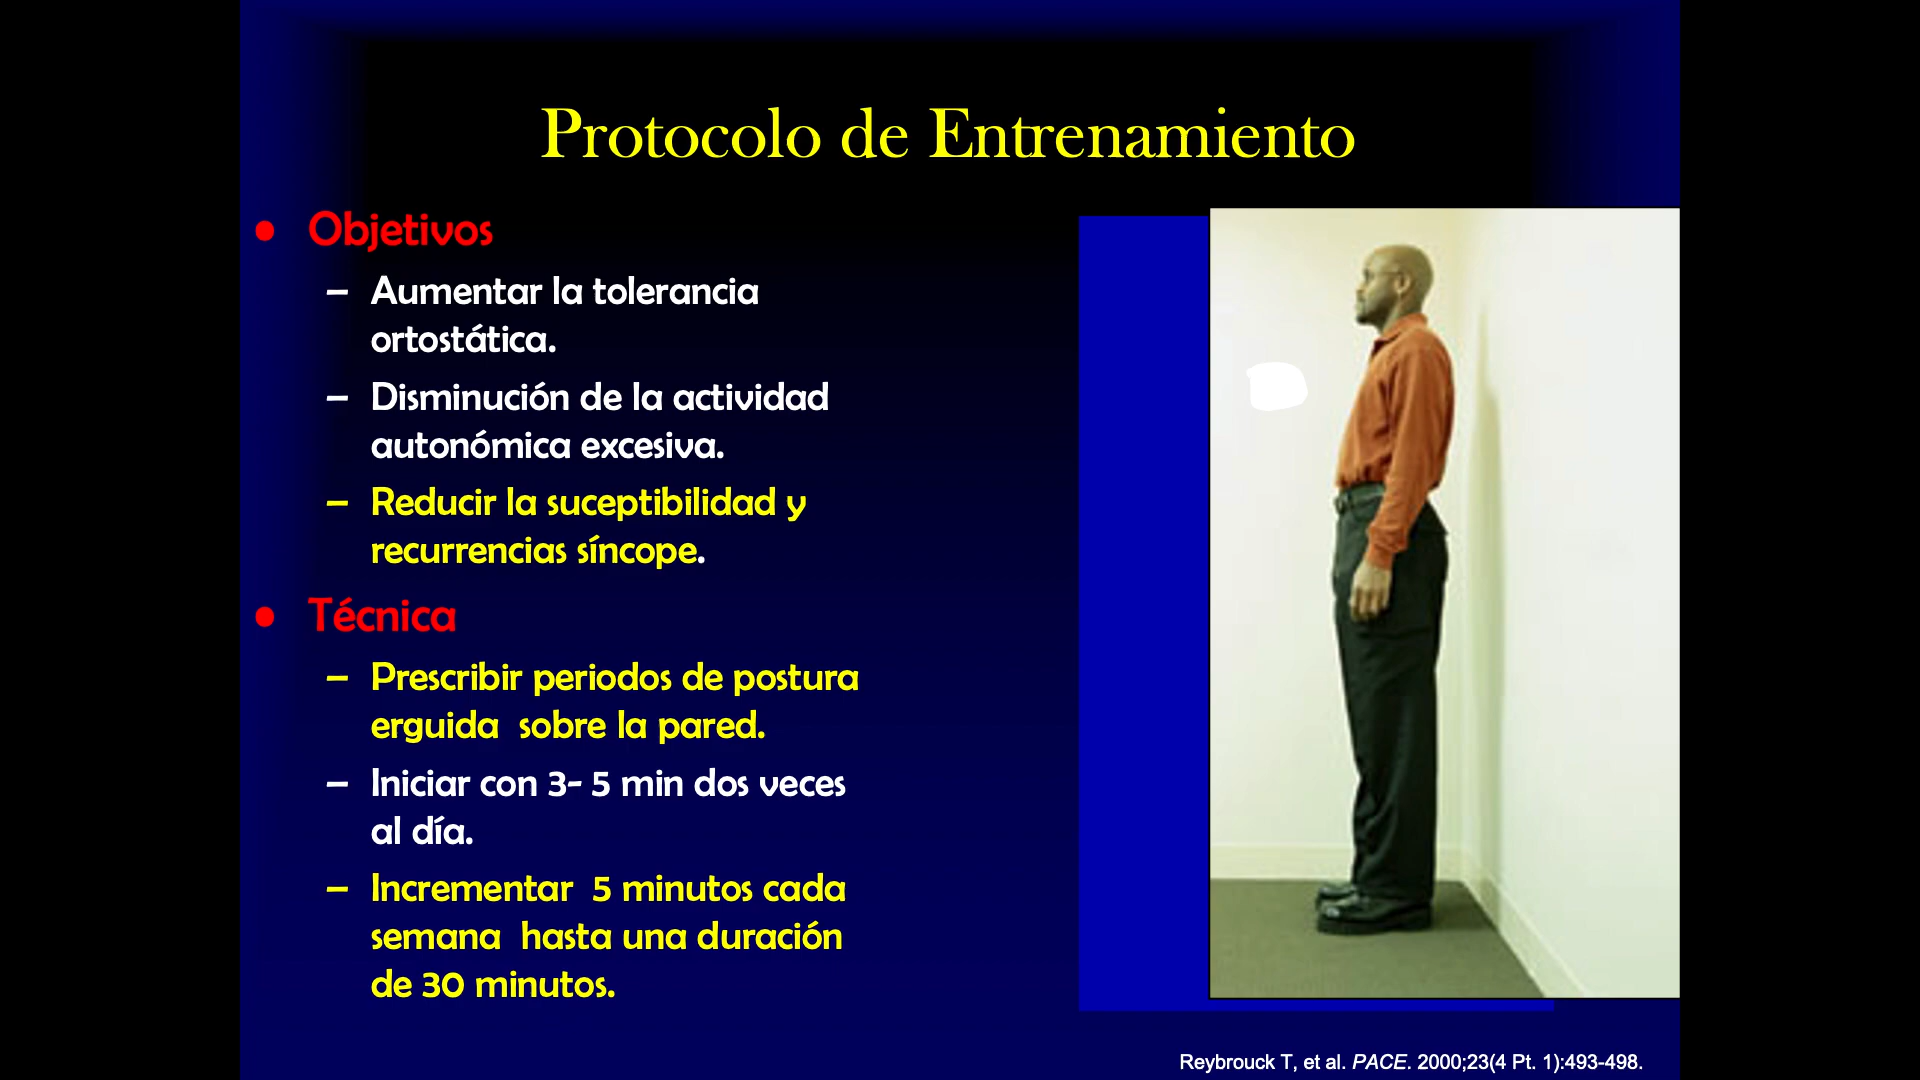 Protocolo de Entrenamiento
• Objetivos
– Aumentar la tolerancia
ortostática.
– Disminución de la actividad
autonómica excesiva.
– Reducir la suceptibilidad y
recurrencias síncope.
• Técnica
– Prescribir periodos de postura
erguida sobre la pared.
– Iniciar con 3- 5 min dos veces
al día.
– Incrementar 5 minutos cada
semana hasta una duración
de 30 minutos.
Reybrouck T, et al. PACE. 2000;23(4 Pt. 1):493-498.